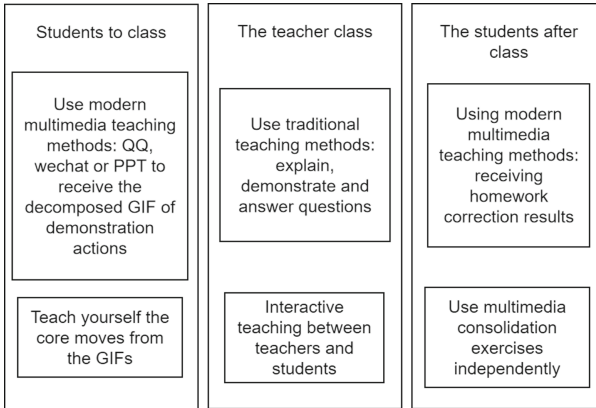 Students to class
Use modern
multimedia teaching
methods: QQ,
wechat or PPT to
receive the
decomposed GIF of
demonstration
actions
Teach yourself the
core moves from
the GIFs
The teacher class
Use traditional
teaching methods:
explain,
demonstrate and
answer questions
Interactive
teaching between
teachers and
students
The students after
class
Using modern
multimedia
teaching methods:
receiving
homework
correction results
Use multimedia
consolidation
exercises
independently